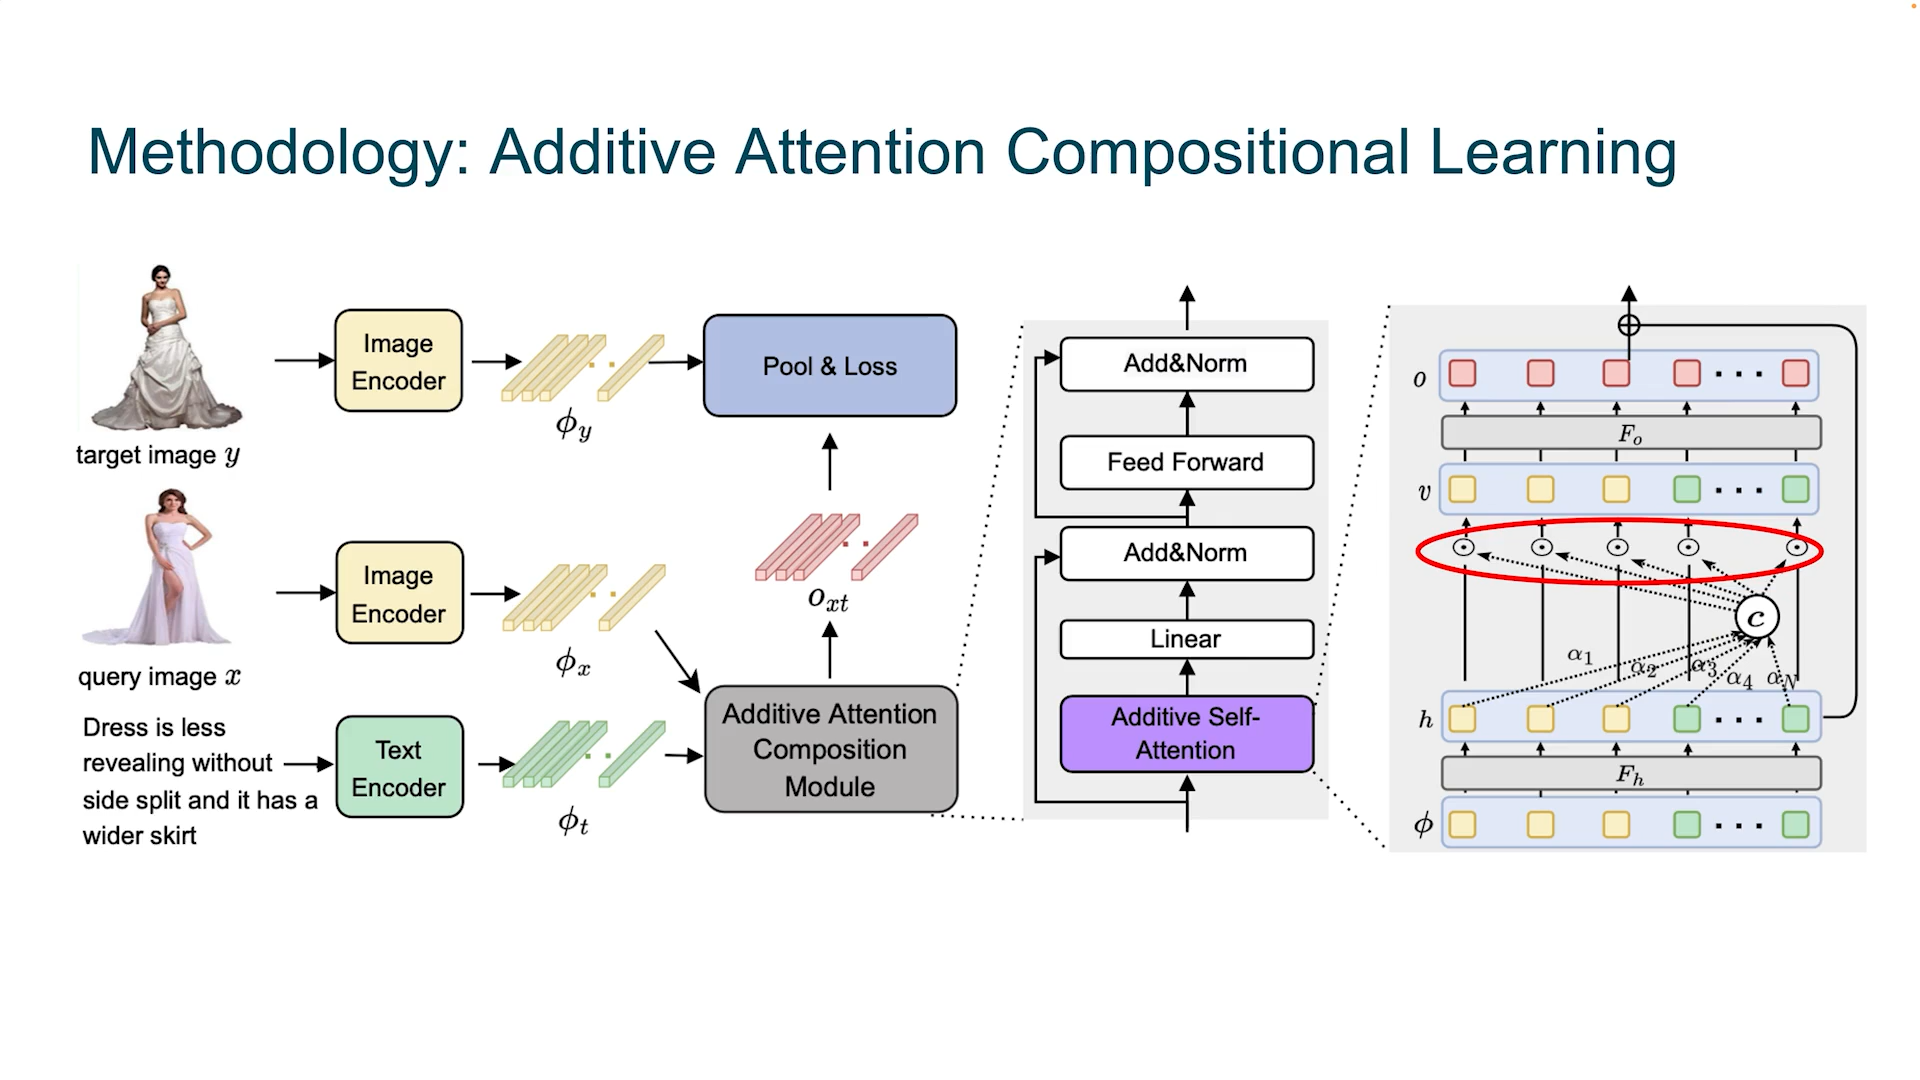 Methodology: Additive Attention Compositional Learning
target image y
Image
Encoder
ϕy
Pool & Loss
query image x
Image
Encoder
ϕx
oxt
Dress is less
revealing without
side split and it has a
wider skirt
Text
Encoder
ϕt
Additive Attention
Composition
Module
Add&Norm
Feed Forward
Add&Norm
Linear
Additive Self-
Attention
o
Fo
v
c
α1 α2 α3 α4 αN
h
Fh
ϕ